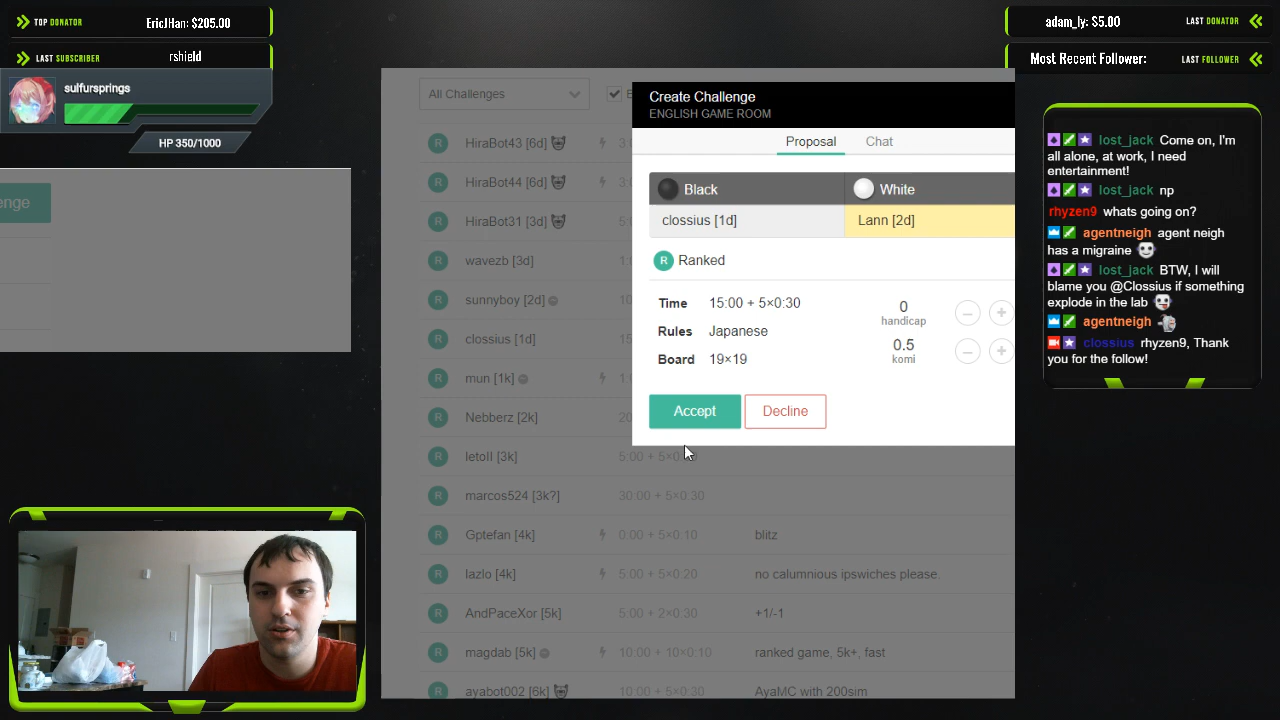 TOP DONATOR EricJHan: $205.00
LAST SUBSCRIBER rshield
sulfursprings
HP 350/1000
enge
adam_ly: $5.00 LAST DONATOR
Most Recent Follower: LAST FOLLOWER
All Challenges
HiraBot43 [6d]
HiraBot44 [6d]
HiraBot31 [3d]
wavezb [3d]
sunnyboy [2d]
clossius [1d]
mun [1k]
Nebberz [2k]
letoII [3k] 5:00 + 5×0:30
marcos524 [3k?] 30:00 + 5×0:30
Gptefan [4k] 0:00 + 5×0:10 blitz
lazlo [4k] 5:00 + 5×0:20 no calumnious ipswiches please.
AndPaceXor [5k] 5:00 + 2×0:30 +1/-1
magdab [5k] 10:00 + 10×0:10 ranked game, 5k+, fast
ayabot002 [6k] 10:00 + 5×0:30 AyaMC with 200sim
Create Challenge
ENGLISH GAME ROOM
Proposal Chat
Black White
clossius [1d] Lann [2d]
R Ranked
Time 15:00 + 5×0:30
Rules Japanese
Board 19×19
0
handicap
0.5
komi
Accept Decline
lost_jack Come on, I'm
all alone, at work, I need
entertainment!
lost_jack np
rhyzen9 whats going on?
agentneigh agent neigh
has a migraine
lost_jack BTW, I will
blame you @Clossius if something
explode in the lab
agentneigh
clossius rhyzen9, Thank
you for the follow!